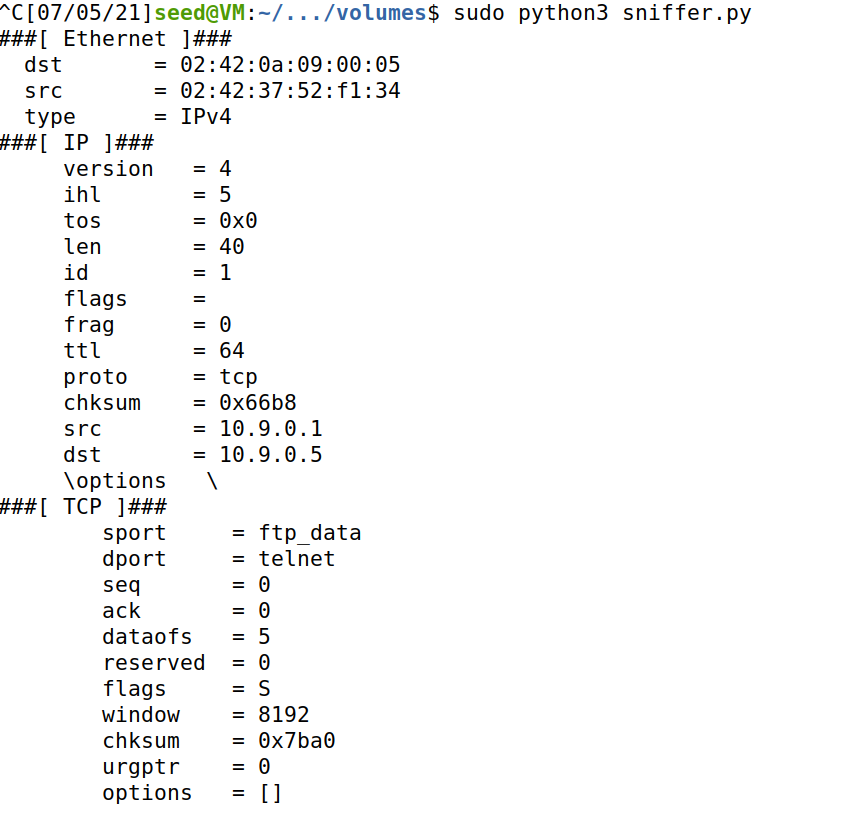 ^C[07/05/21]seed@VM:~/.../volumes$ sudo python3 sniffer.py
###[ Ethernet ]###
  dst       = 02:42:0a:09:00:05
  src       = 02:42:37:52:f1:34
  type      = IPv4
###[ IP ]###
     version   = 4
     ihl       = 5
     tos       = 0x0
     len       = 40
     id        = 1
     flags     =
     frag      = 0
     ttl       = 64
     proto     = tcp
     chksum    = 0x66b8
     src       = 10.9.0.1
     dst       = 10.9.0.5
     \options   \
###[ TCP ]###
        sport     = ftp_data
        dport     = telnet
        seq       = 0
        ack       = 0
        dataofs   = 5
        reserved  = 0
        flags     = S
        window    = 8192
        chksum    = 0x7ba0
        urgptr    = 0
        options   = []